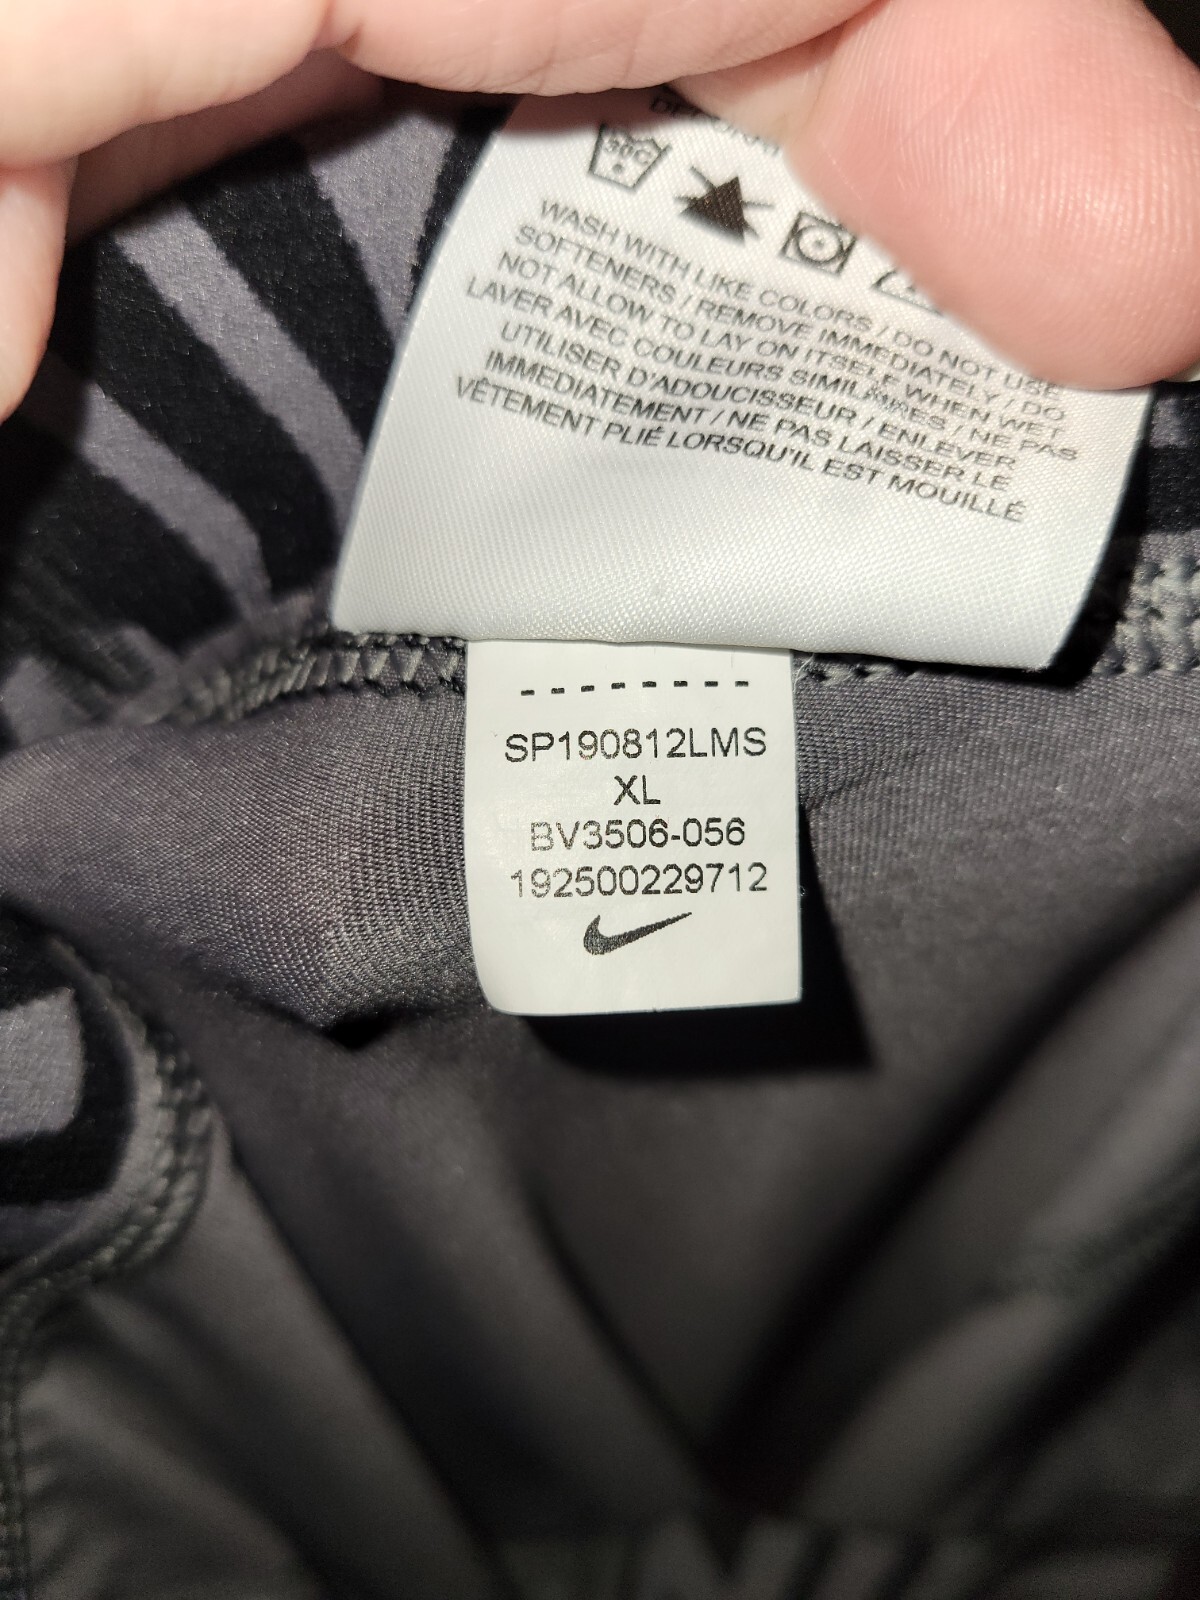 30C
WASH WITH LIKE COLORS / DO NOT USE
SOFTENERS / REMOVE IMMEDIATELY / DO
NOT ALLOW TO LAY ON ITSELF WHEN WET
LAVER AVEC COULEURS SIMILAIRES / NE PAS
UTILISER D'ADOUCISSEUR / ENLEVER
IMMEDIATEMENT / NE PAS LAISSER LE
VÊTEMENT PLIÉ LORSQU'IL EST MOUILLÉ
--------
SP190812LMS
XL
BV3506-056
192500229712